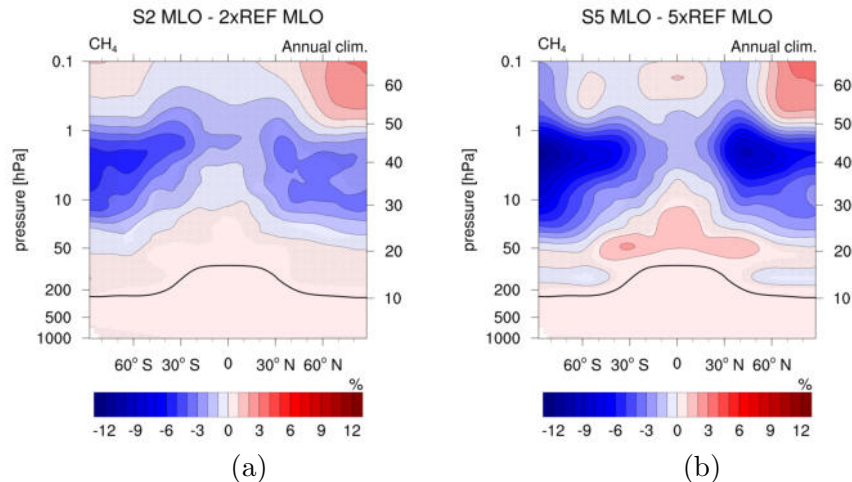 S2 MLO - 2xREF MLO
CH₄ Annual clim.
pressure [hPa]
0.1
1
10
50
200
500
1000
60
50
40
30
20
10
60° S 30° S 0 30° N 60° N
%
-12 -9 -6 -3 0 3 6 9 12
(a)
S5 MLO - 5xREF MLO
CH₄ Annual clim.
pressure [hPa]
0.1
1
10
50
200
500
1000
60
50
40
30
20
10
60° S 30° S 0 30° N 60° N
%
-12 -9 -6 -3 0 3 6 9 12
(b)